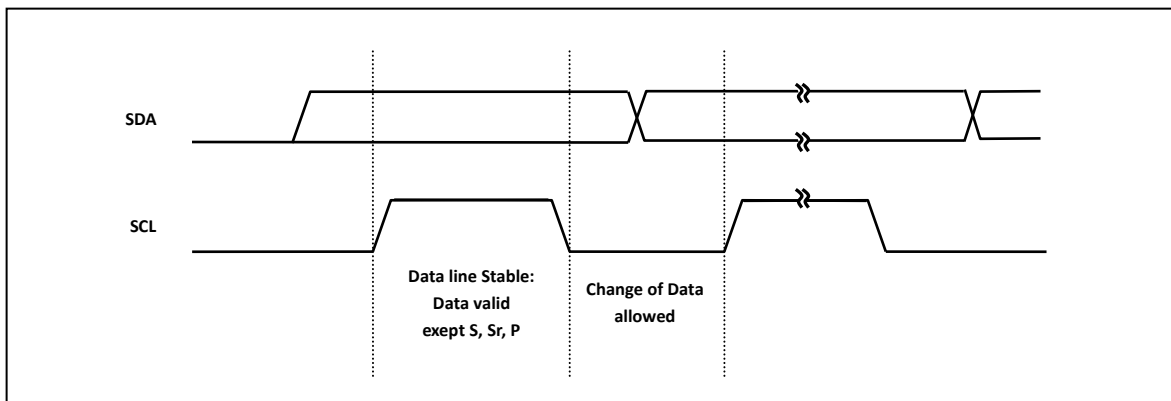 SDA
SCL
Data line Stable:
Data valid
exept S, Sr, P
Change of Data
allowed